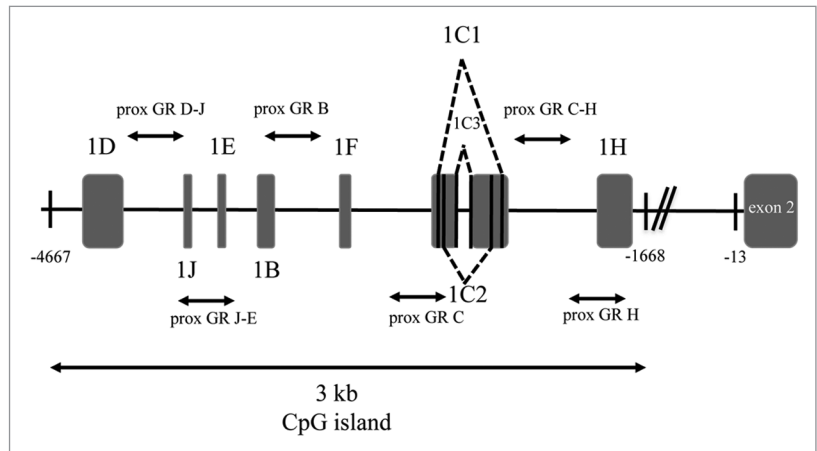 1C1
prox GR D-J
prox GR B
1C3
prox GR C-H
1D
1E
1F
1H
exon 2
-4667
-1668
-13
1J
1B
1C2
prox GR J-E
prox GR C
prox GR H
3 kb
CpG island